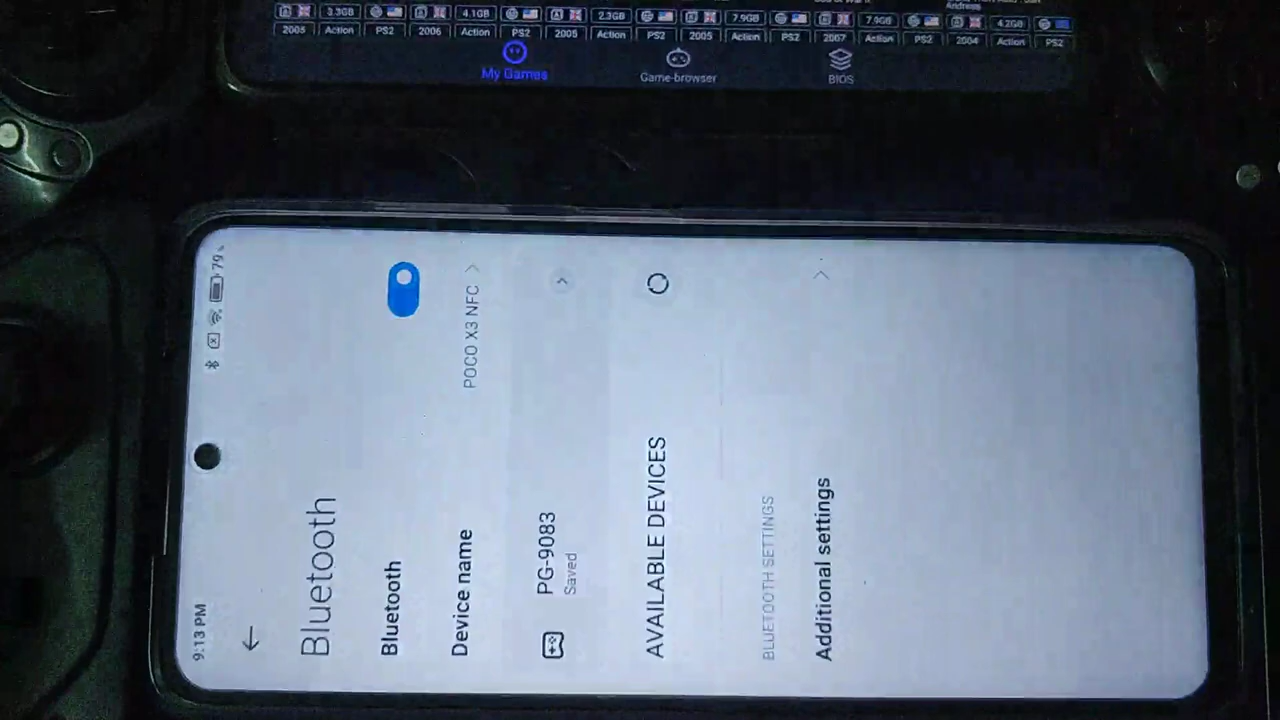 3.3GB
4.1GB
2.3GB
7.9GB
7.9GB
4.2GB
2005 Action PS2 2006 Action PS2 2005 Action PS2 2005 Action PS2 2007 Action PS2 2004 Action PS2
My Games
Game-browser
BIOS
9:13 PM
79
Bluetooth
Bluetooth
Device name
POCO X3 NFC
PG-9083
Saved
AVAILABLE DEVICES
BLUETOOTH SETTINGS
Additional settings